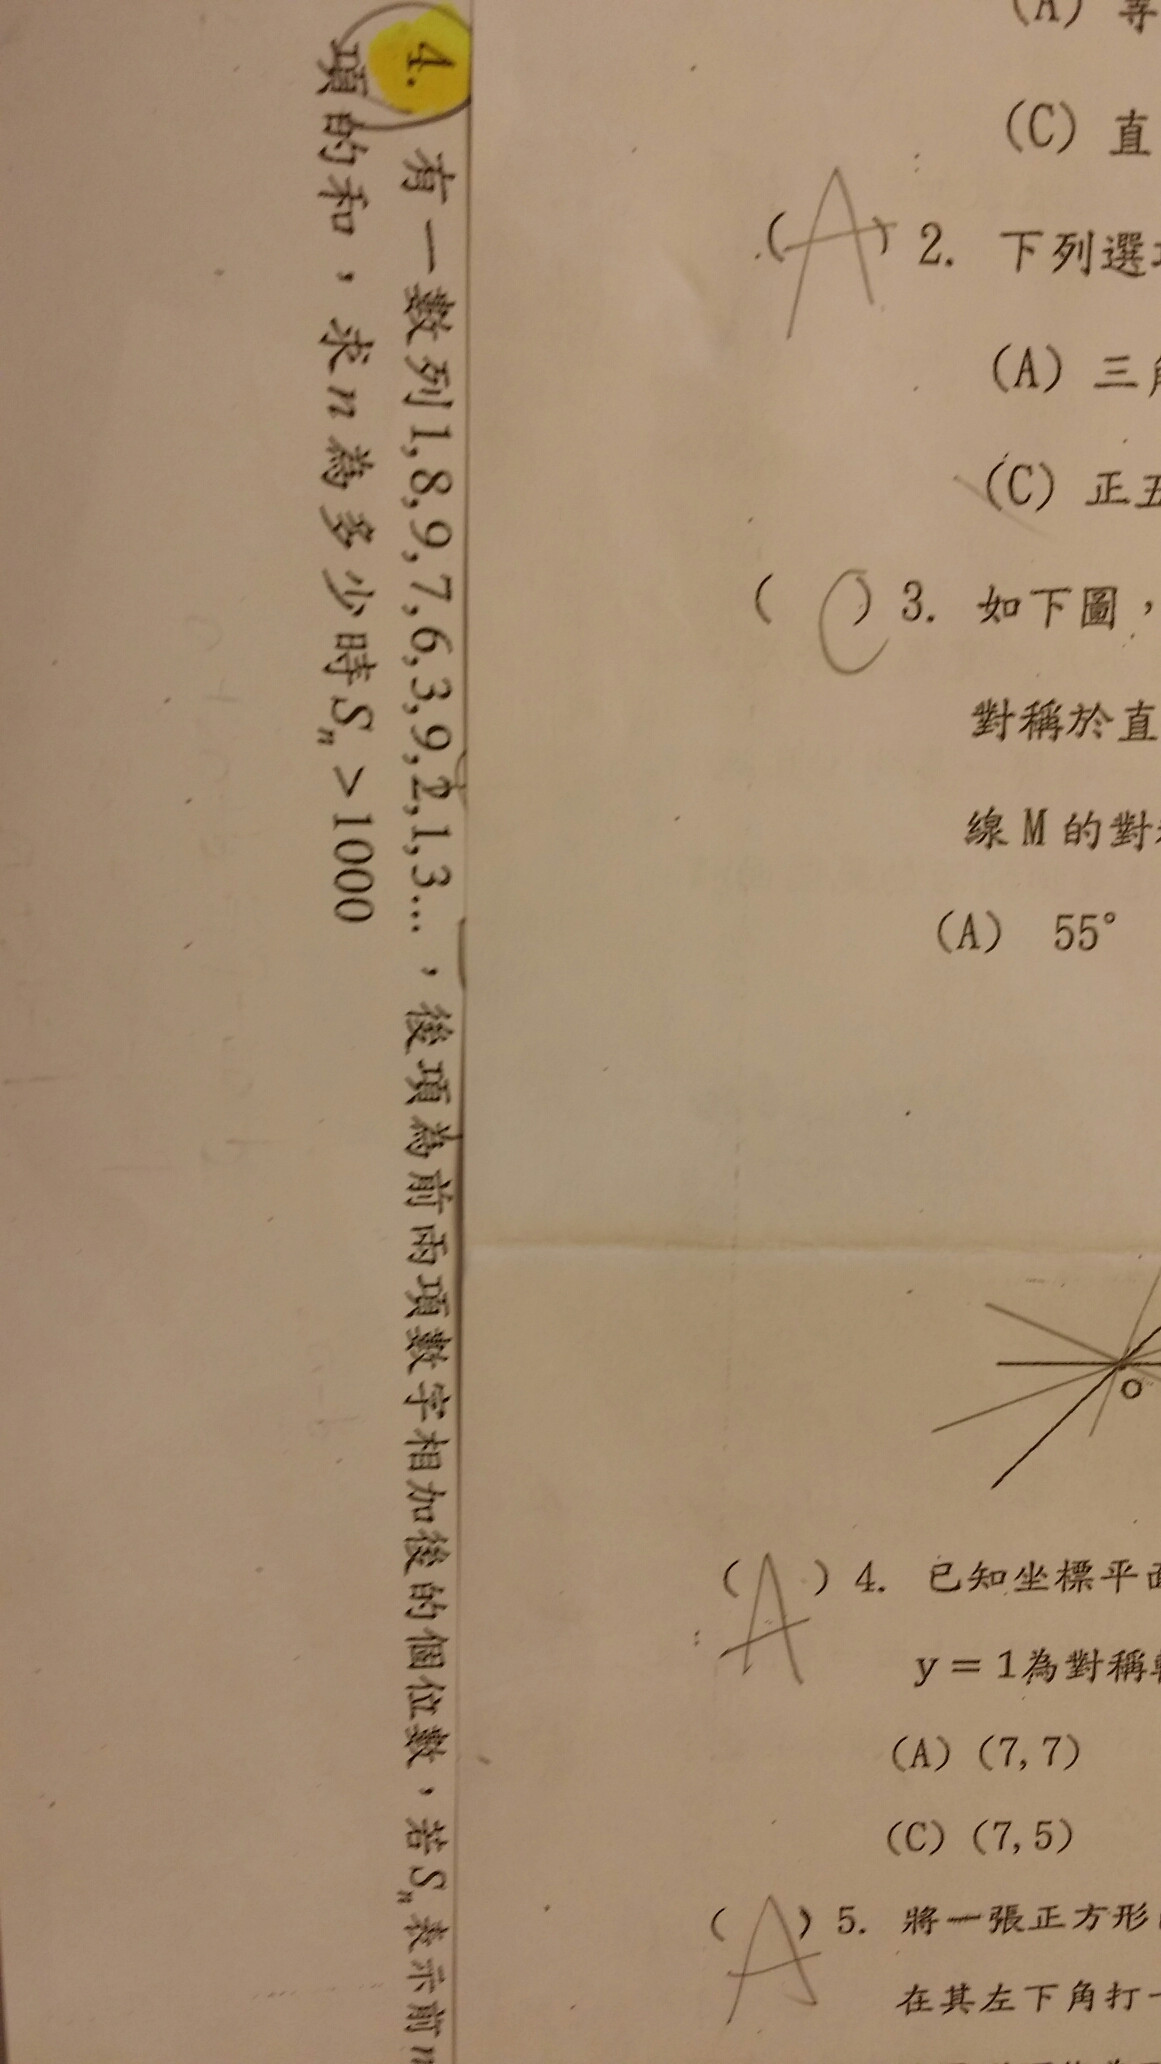 4. 有一數列1,8,9,7,6,3,9,2,1,3…，後項為前兩項數字相加後的個位數，若Sn表示前n
項的和，求n為多少時Sn>1000
(A) 等
(C) 直
(A) 2. 下列選項
(A) 三角
(C) 正五
(C) 3. 如下圖，
對稱於直
線M的對稱
(A) 55°
O
(A) 4. 已知坐標平面
y=1為對稱軸
(A) (7,7)
(C) (7,5)
(A) 5. 將一張正方形
在其左下角打一